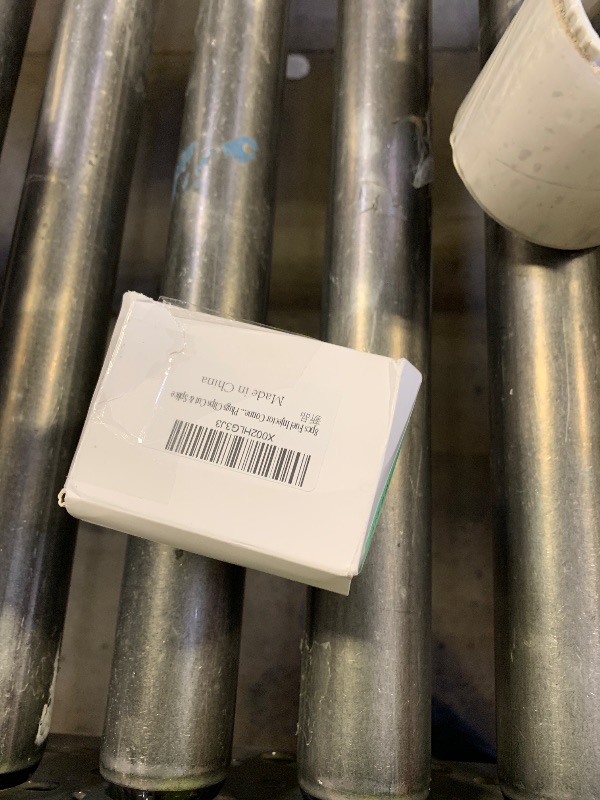 X002HLG3J3
8pcs Fuel Injector Conne... Plugs Clips Cut & Splice
新品
Made in China